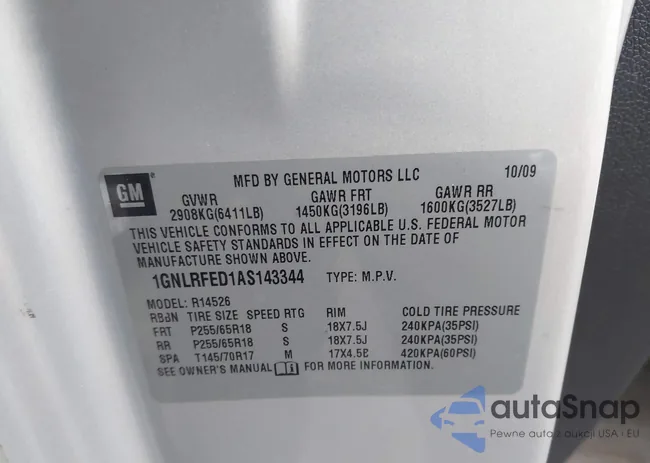 GM
MFD BY GENERAL MOTORS LLC 10/09
GVWR GAWR FRT GAWR RR
2908KG(6411LB) 1450KG(3196LB) 1600KG(3527LB)
THIS VEHICLE CONFORMS TO ALL APPLICABLE U.S. FEDERAL MOTOR
VEHICLE SAFETY STANDARDS IN EFFECT ON THE DATE OF
MANUFACTURE SHOWN ABOVE.
1GNLRFED1AS143344 TYPE: M.P.V.
MODEL: R14526
RBDN TIRE SIZE SPEED RTG RIM COLD TIRE PRESSURE
FRT P255/65R18 S 18X7.5J 240KPA(35PSI)
RR P255/65R18 S 18X7.5J 240KPA(35PSI)
SPA T145/70R17 M 17X4.5B 420KPA(60PSI)
SEE OWNER'S MANUAL FOR MORE INFORMATION.
autoSnap
Pewne auta z aukcji USA i EU